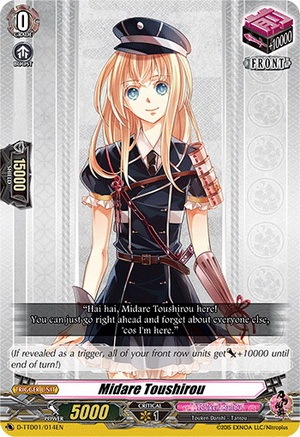 0
GRADE
BOOST
+10000
FRONT
15000
SHIELD
"Hai hai, Midare Toushirou here!
You can just go right ahead and forget about everyone else,
'cos I'm here."
(If revealed as a trigger, all of your front row units get +10000 until
end of turn!)
TRIGGER UNIT
Midare Toushirou
D-TTD01/014EN
POWER 5000
CRITICAL
1
Touken Danshi - Tantou
©2015 EXNOA LLC/Nitroplus